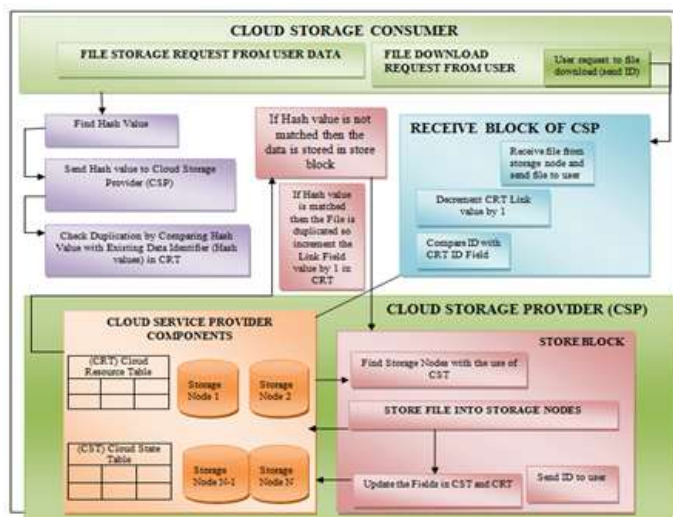 CLOUD STORAGE CONSUMER
FILE STORAGE REQUEST FROM USER DATA
FILE DOWNLOAD
REQUEST FROM USER
User request to file
download (send ID)
Find Hash Value
Send Hash value to Cloud Storage
Provider (CSP)
Check Duplication by Comparing Hash
Value with Existing Data Identifier (Hash
values) in CRT
If Hash value is not
matched then the
data is stored in store
block
If Hash value
is matched
then the File is
duplicated so
increment the
Link Field
value by 1 in
CRT
RECEIVE BLOCK OF CSP
Receive file from
storage node and
send file to user
Decrement CRT Link
value by 1
Compare ID with
CRT ID Field
CLOUD STORAGE PROVIDER (CSP)
CLOUD SERVICE PROVIDER
COMPONENTS
(CRT) Cloud
Resource Table
Storage
Node 1
Storage
Node 2
(CST) Cloud State
Table
Storage
Node N-1
Storage
Node N
STORE BLOCK
Find Storage Nodes with the use of
CST
STORE FILE INTO STORAGE NODES
Update the Fields in CST and CRT
Send ID to user